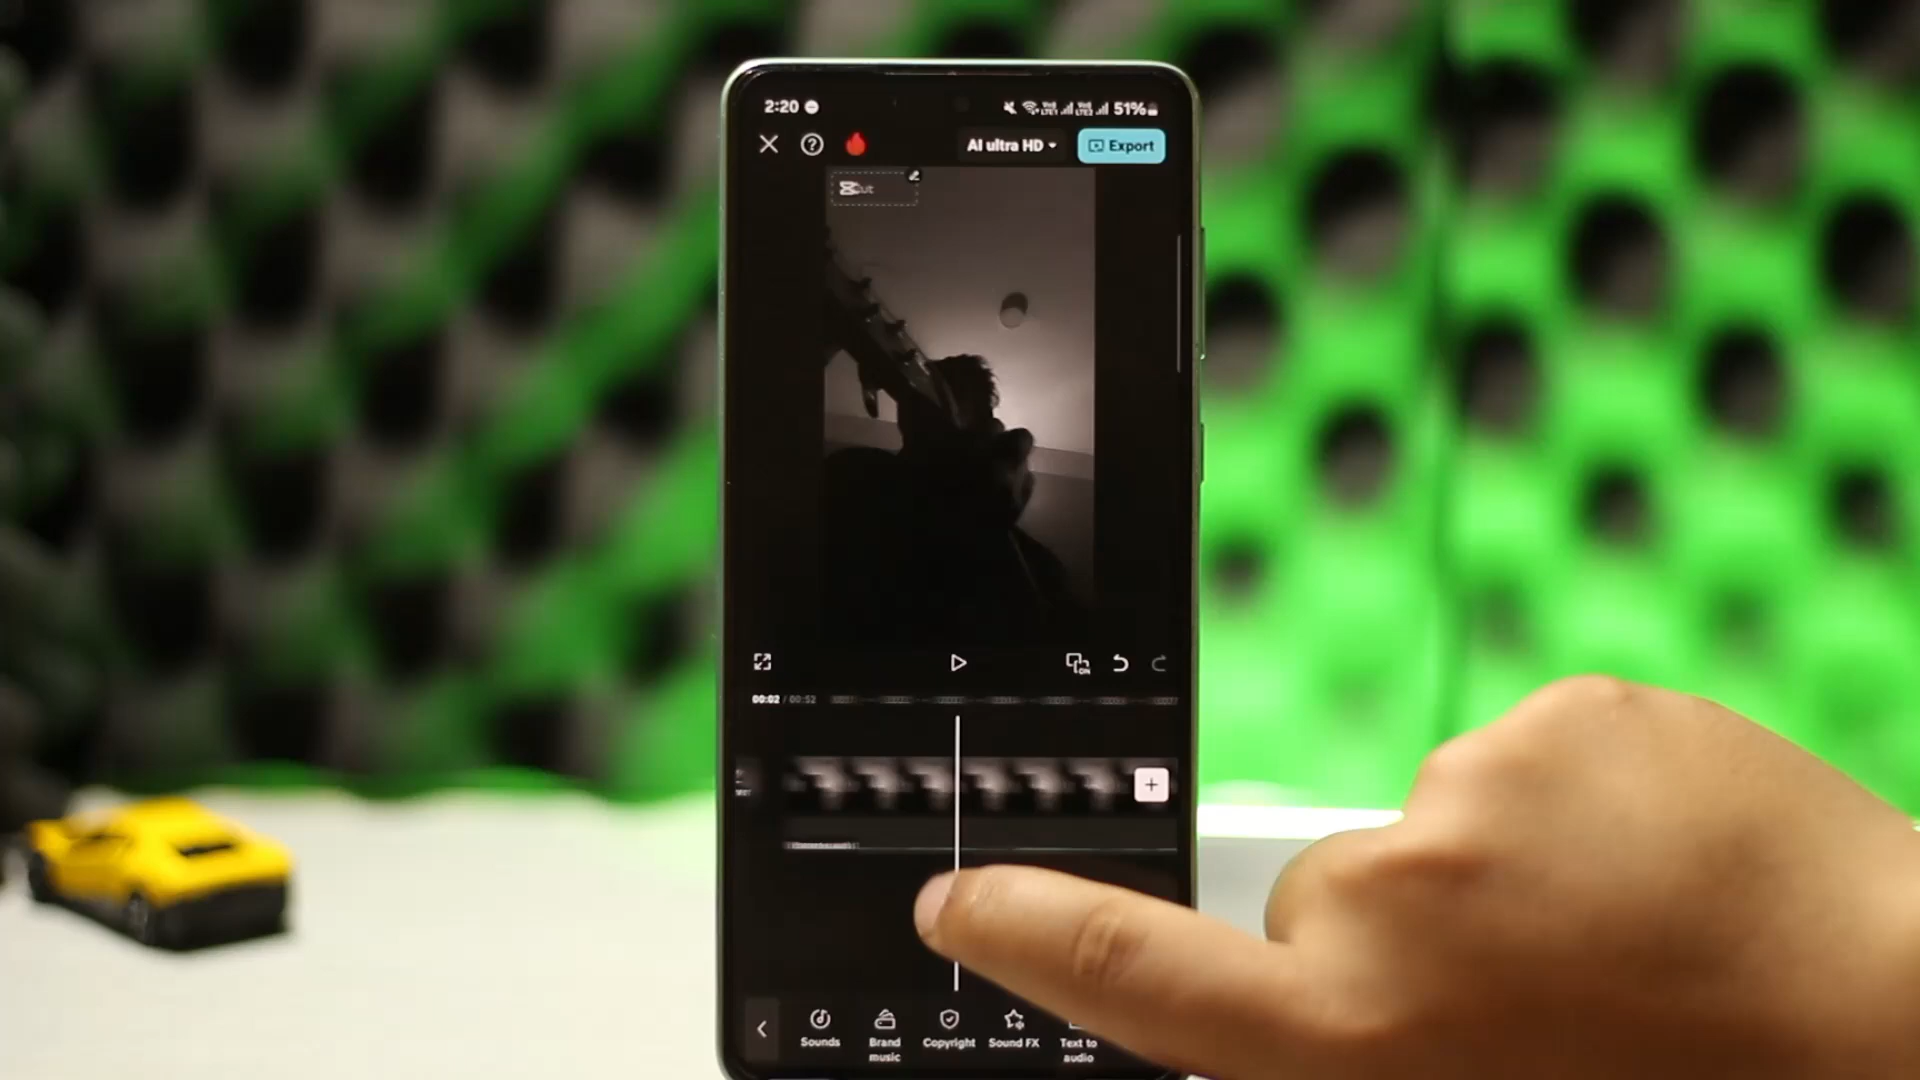 2:20 51%
AI ultra HD Export
cut
00:02 / 00:52
Sounds Brand music Copyright Sound FX Text to audio